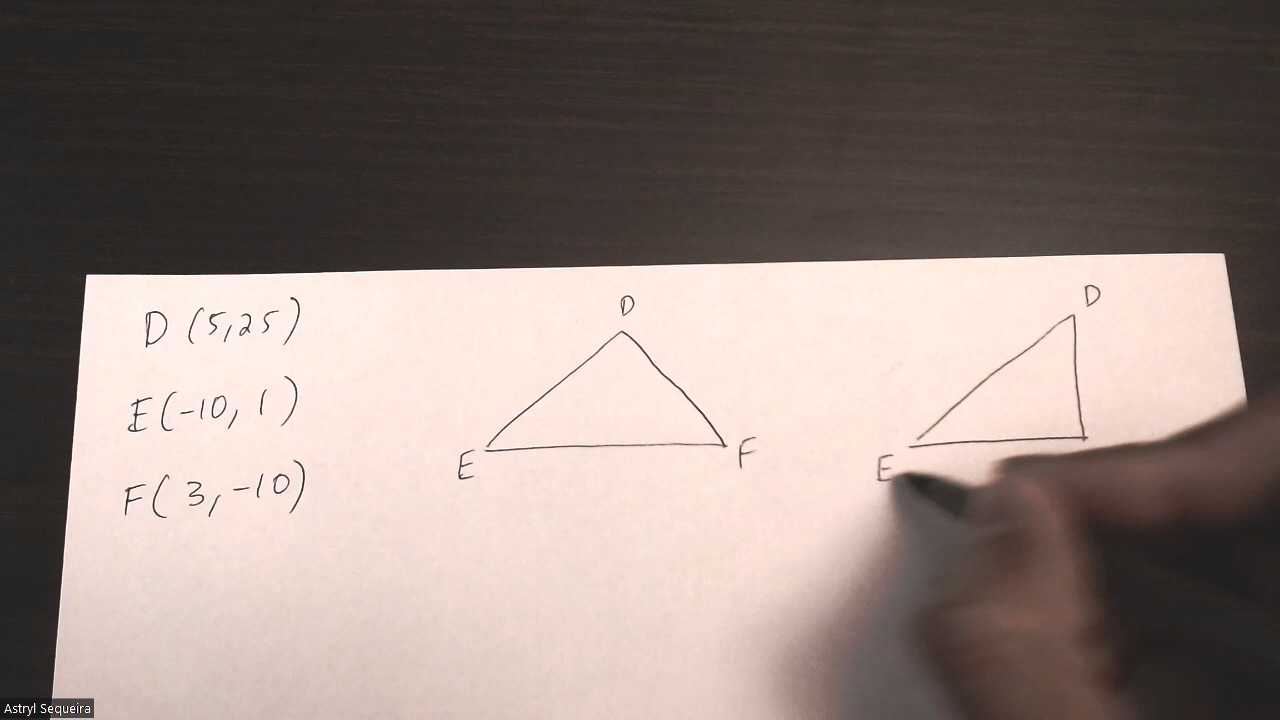 D (5,25)
E(-10, 1)
F( 3, -10)
D
E
F
D
E
Astryl Sequeira